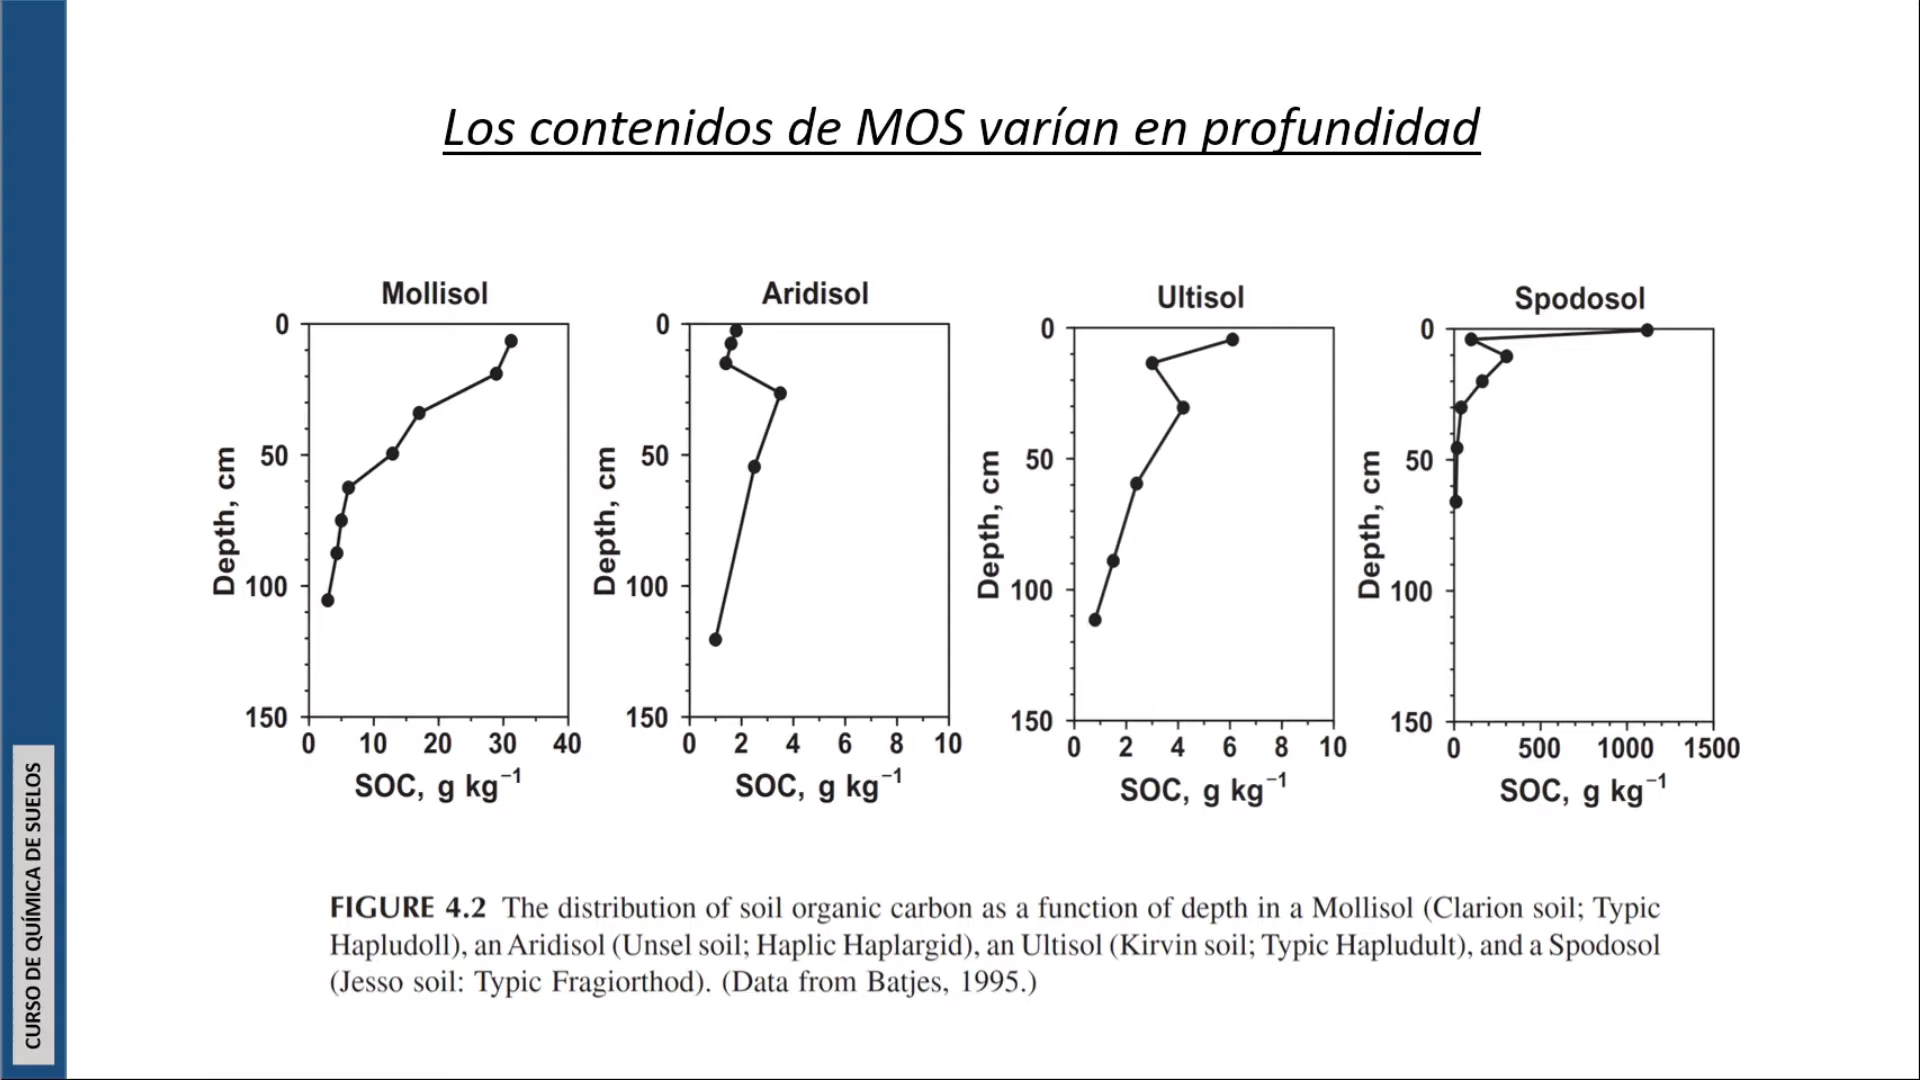 Los contenidos de MOS varían en profundidad
Mollisol
0
50
100
150
Depth, cm
0 10 20 30 40
SOC, g kg⁻¹
Aridisol
0
50
100
150
Depth, cm
0 2 4 6 8 10
SOC, g kg⁻¹
Ultisol
0
50
100
150
Depth, cm
0 2 4 6 8 10
SOC, g kg⁻¹
Spodosol
0
50
100
150
Depth, cm
0 500 1000 1500
SOC, g kg⁻¹
FIGURE 4.2 The distribution of soil organic carbon as a function of depth in a Mollisol (Clarion soil; Typic
Hapludoll), an Aridisol (Unsel soil; Haplic Haplargid), an Ultisol (Kirvin soil; Typic Hapludult), and a Spodosol
(Jesso soil: Typic Fragiorthod). (Data from Batjes, 1995.)
CURSO DE QUÍMICA DE SUELOS